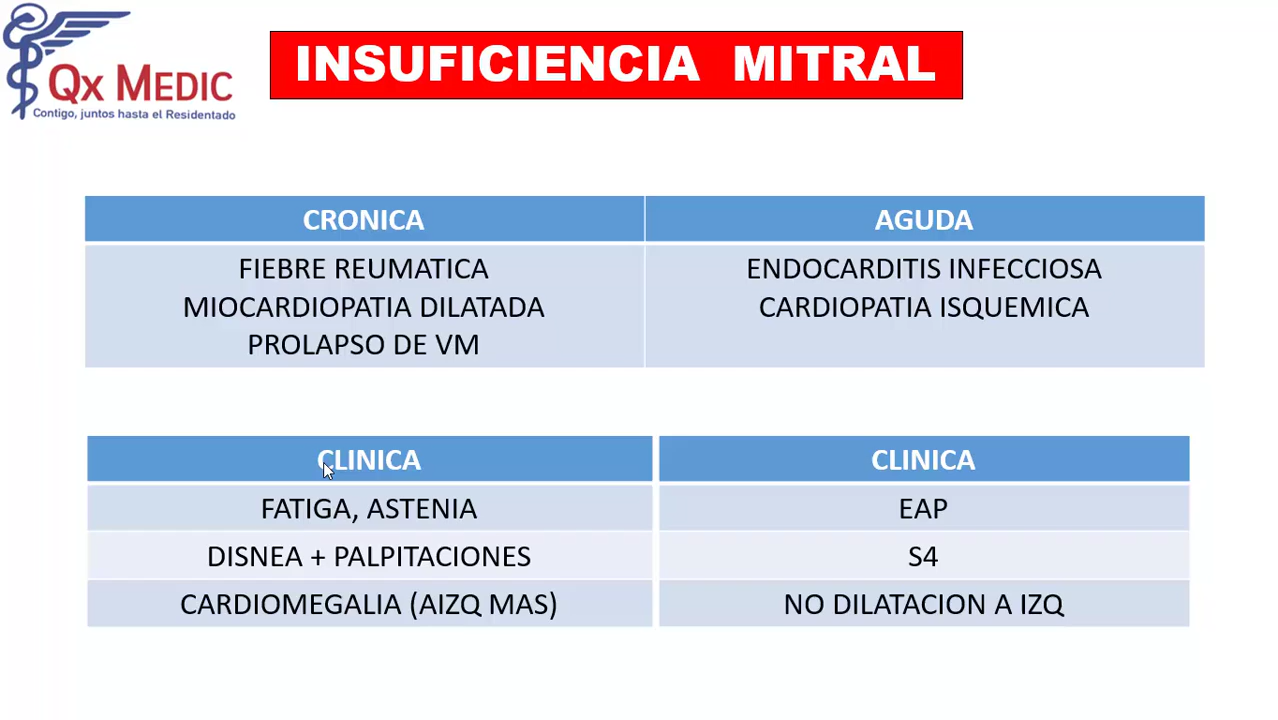 Qx MEDIC
Contigo, juntos hasta el Residentado
INSUFICIENCIA MITRAL
CRONICA
FIEBRE REUMATICA
MIOCARDIOPATIA DILATADA
PROLAPSO DE VM
AGUDA
ENDOCARDITIS INFECCIOSA
CARDIOPATIA ISQUEMICA
CLINICA
FATIGA, ASTENIA
DISNEA + PALPITACIONES
CARDIOMEGALIA (AIZQ MAS)
CLINICA
EAP
S4
NO DILATACION A IZQ